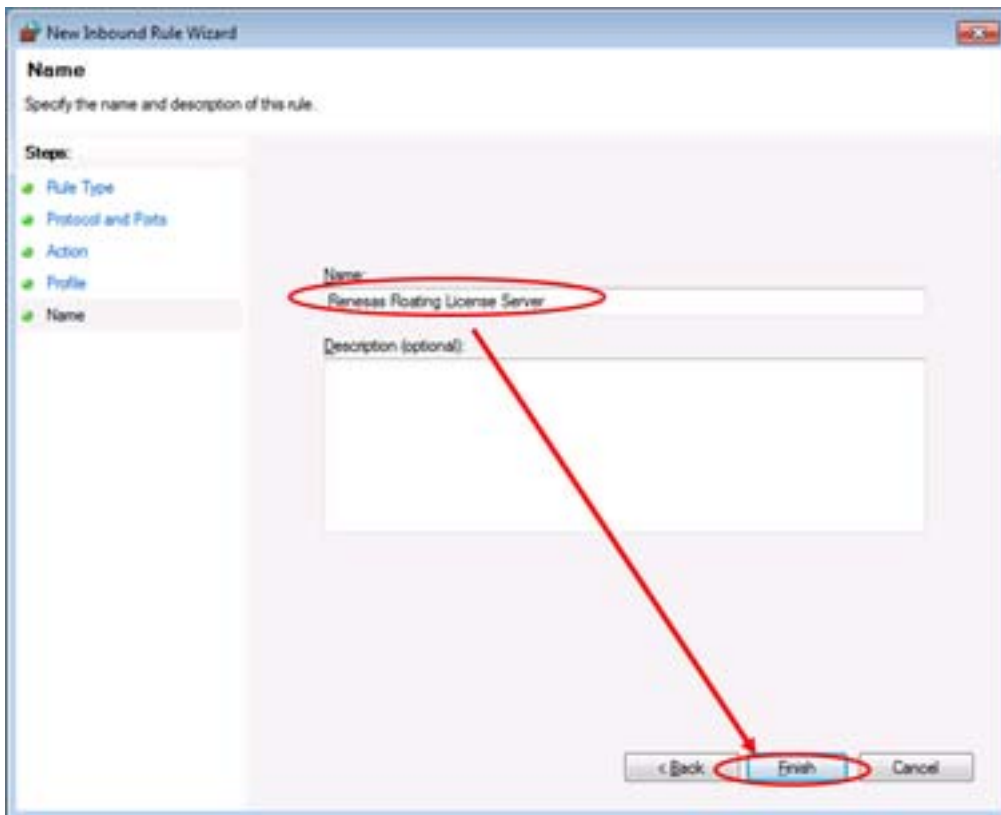 New Inbound Rule Wizard
Name
Specify the name and description of this rule.
Steps:
Rule Type
Protocol and Ports
Action
Profile
Name
Name:
Renesas Floating License Server
Description (optional):
< Back
Finish
Cancel